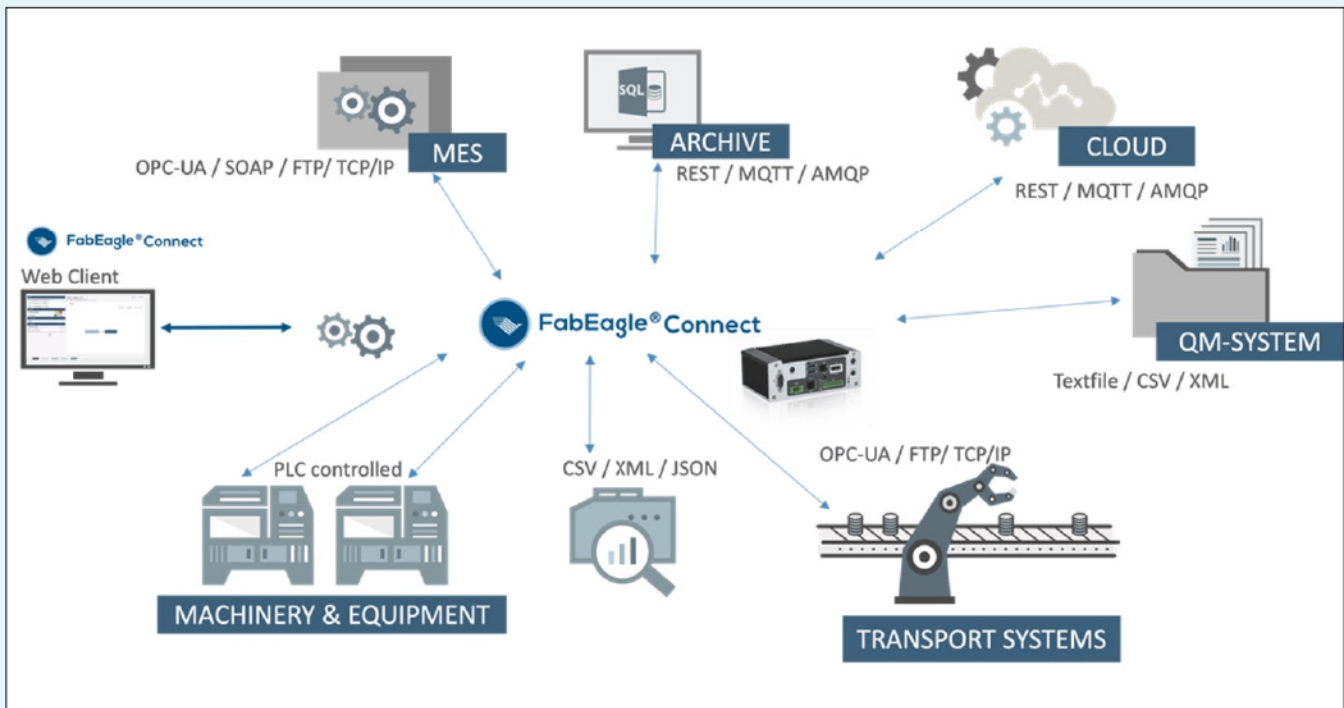 SQL
MES
ARCHIVE
CLOUD
OPC-UA / SOAP / FTP/ TCP/IP
REST / MQTT / AMQP
REST / MQTT / AMQP
FabEagle®Connect
Web Client
FabEagle®Connect
QM-SYSTEM
Textfile / CSV / XML
PLC controlled
CSV / XML / JSON
OPC-UA / FTP/ TCP/IP
MACHINERY & EQUIPMENT
TRANSPORT SYSTEMS